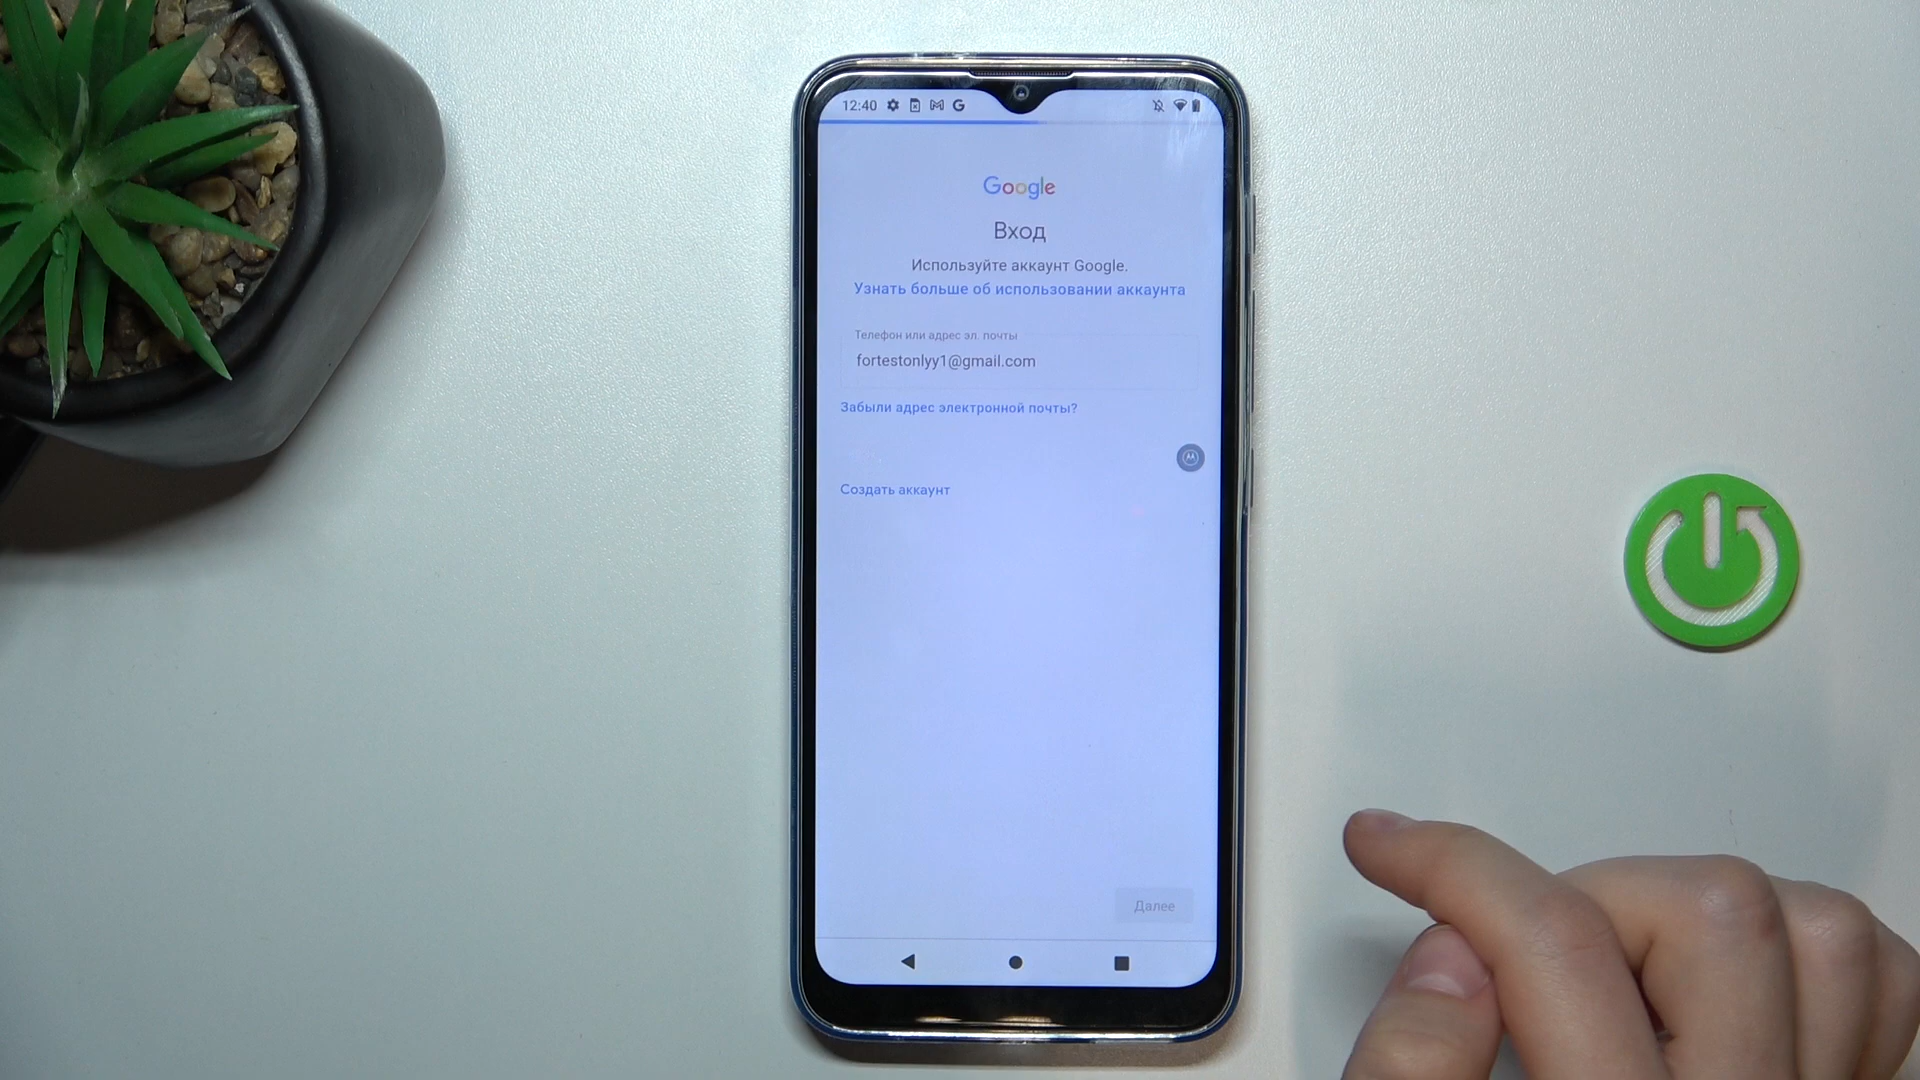 12:40
Google
Вход
Используйте аккаунт Google.
Узнать больше об использовании аккаунта
Телефон или адрес эл. почты
fortestonlyy1@gmail.com
Забыли адрес электронной почты?
Создать аккаунт
Далее